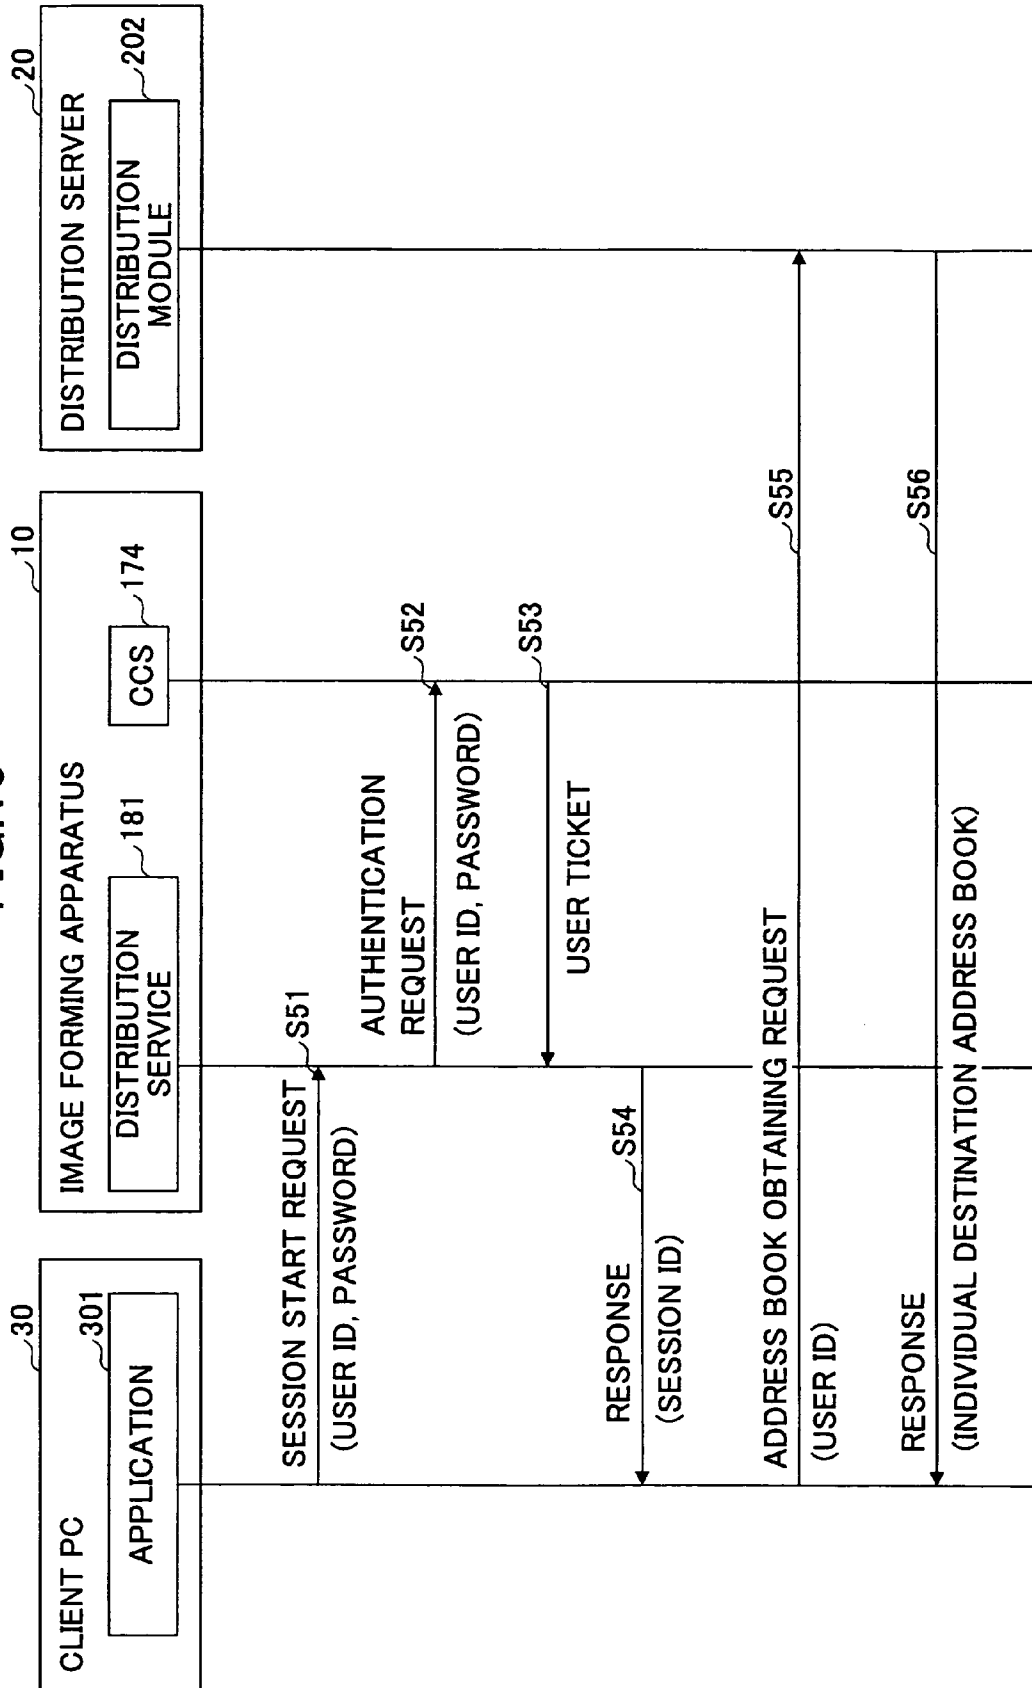 30
CLIENT PC
301
APPLICATION
10
IMAGE FORMING APPARATUS
181
DISTRIBUTION
SERVICE
174
CCS
20
DISTRIBUTION SERVER
202
DISTRIBUTION
MODULE
S51
SESSION START REQUEST
(USER ID, PASSWORD)
S52
AUTHENTICATION
REQUEST
(USER ID, PASSWORD)
S53
USER TICKET
S54
RESPONSE
(SESSION ID)
S55
ADDRESS BOOK OBTAINING REQUEST
(USER ID)
S56
RESPONSE
(INDIVIDUAL DESTINATION ADDRESS BOOK)